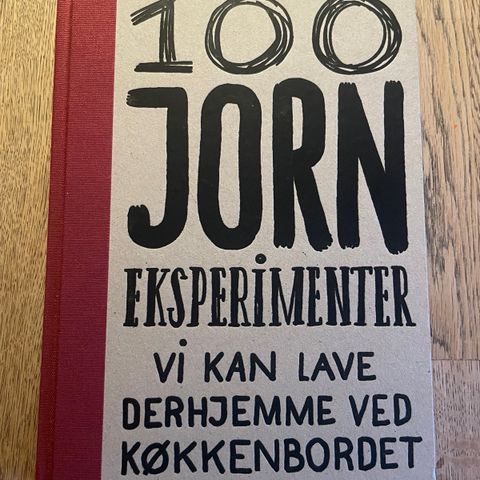 100
JORN
EKSPERiMENTER
Vi KAN LAVE
DERHJEMME VED
KØKKENBORDET